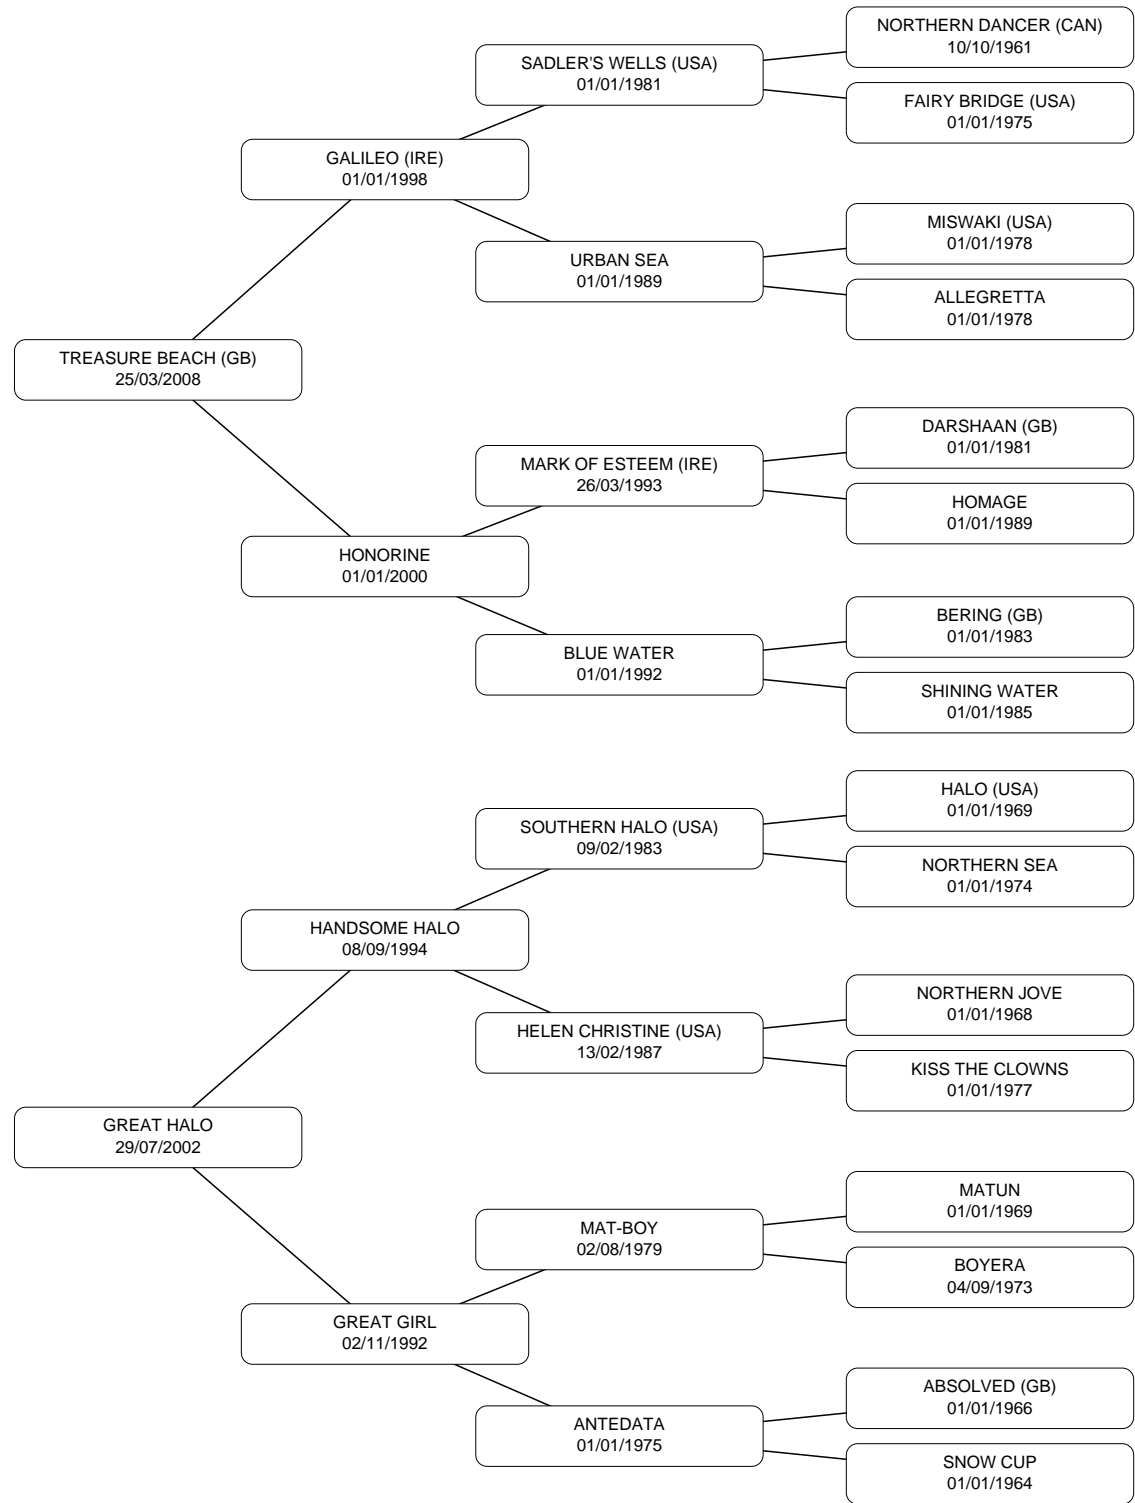 NORTHERN DANCER (CAN)
10/10/1961
SADLER'S WELLS (USA)
01/01/1981
FAIRY BRIDGE (USA)
01/01/1975
GALILEO (IRE)
01/01/1998
MISWAKI (USA)
01/01/1978
URBAN SEA
01/01/1989
ALLEGRETTA
01/01/1978
TREASURE BEACH (GB)
25/03/2008
DARSHAAN (GB)
01/01/1981
MARK OF ESTEEM (IRE)
26/03/1993
HOMAGE
01/01/1989
HONORINE
01/01/2000
BERING (GB)
01/01/1983
BLUE WATER
01/01/1992
SHINING WATER
01/01/1985
HALO (USA)
01/01/1969
SOUTHERN HALO (USA)
09/02/1983
NORTHERN SEA
01/01/1974
HANDSOME HALO
08/09/1994
NORTHERN JOVE
01/01/1968
HELEN CHRISTINE (USA)
13/02/1987
KISS THE CLOWNS
01/01/1977
GREAT HALO
29/07/2002
MATUN
01/01/1969
MAT-BOY
02/08/1979
BOYERA
04/09/1973
GREAT GIRL
02/11/1992
ABSOLVED (GB)
01/01/1966
ANTEDATA
01/01/1975
SNOW CUP
01/01/1964